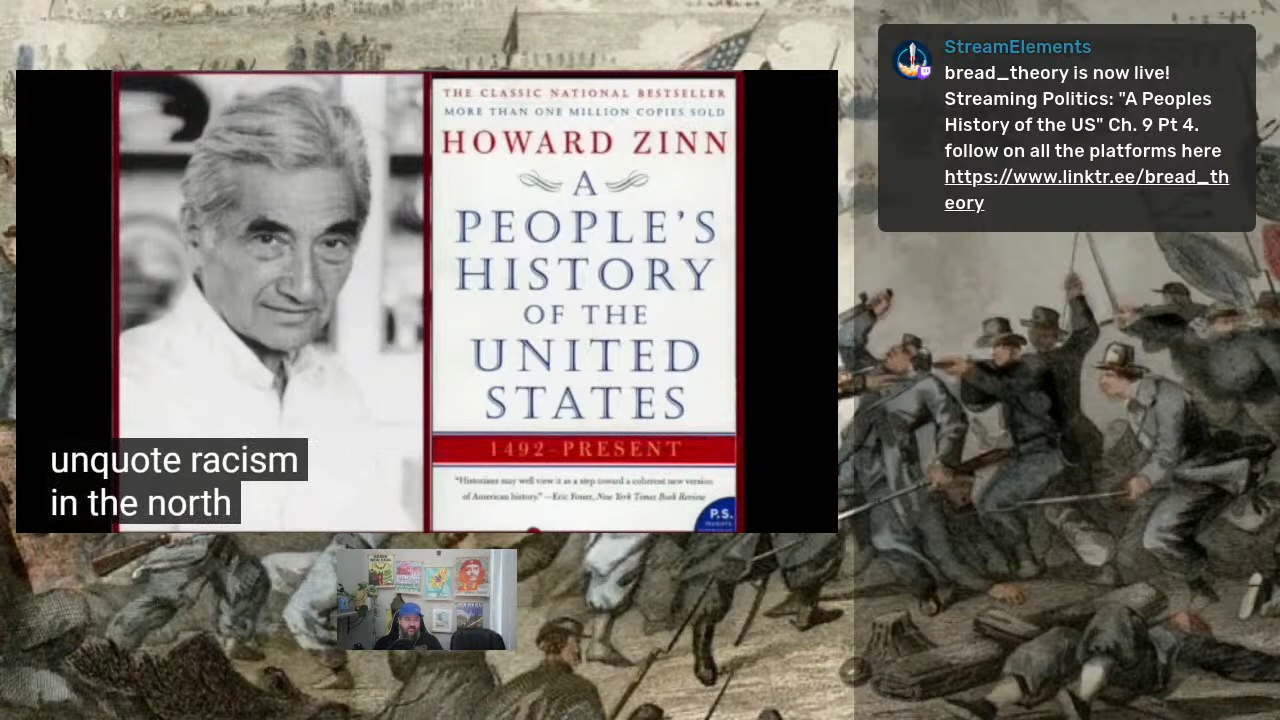 THE CLASSIC NATIONAL BESTSELLER
MORE THAN ONE MILLION COPIES SOLD
HOWARD ZINN
A
PEOPLE'S
HISTORY
OF THE
UNITED
STATES
1492–PRESENT
"Historians may well view it as a step toward a coherent new version
of American history." —Eric Foner, New York Times Book Review
P.S.
unquote racism
in the north
StreamElements
bread_theory is now live!
Streaming Politics: "A Peoples
History of the US" Ch. 9 Pt 4.
follow on all the platforms here
https://www.linktr.ee/bread_th
eory